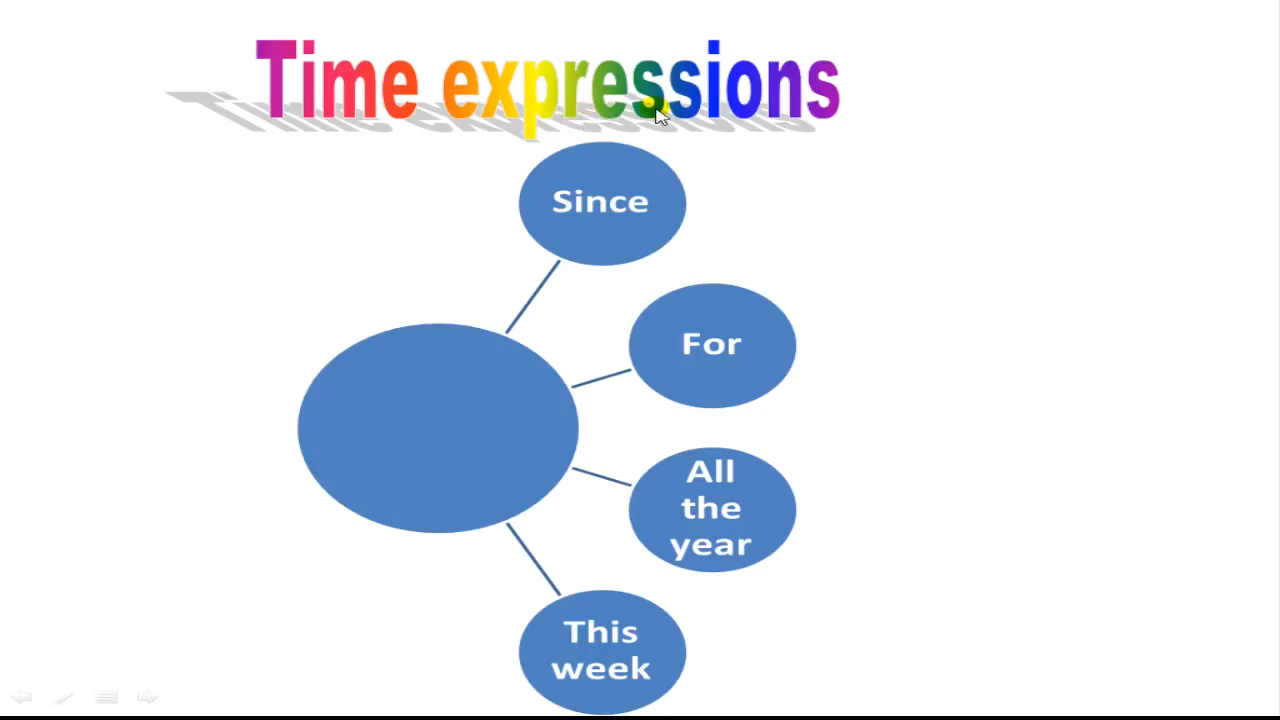 Time expressions
Since
For
All
the
year
This
week